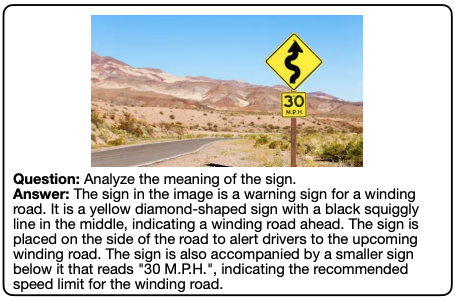 30
M.P.H.
Question: Analyze the meaning of the sign.
Answer: The sign in the image is a warning sign for a winding
road. It is a yellow diamond-shaped sign with a black squiggly
line in the middle, indicating a winding road ahead. The sign is
placed on the side of the road to alert drivers to the upcoming
winding road. The sign is also accompanied by a smaller sign
below it that reads "30 M.P.H.", indicating the recommended
speed limit for the winding road.